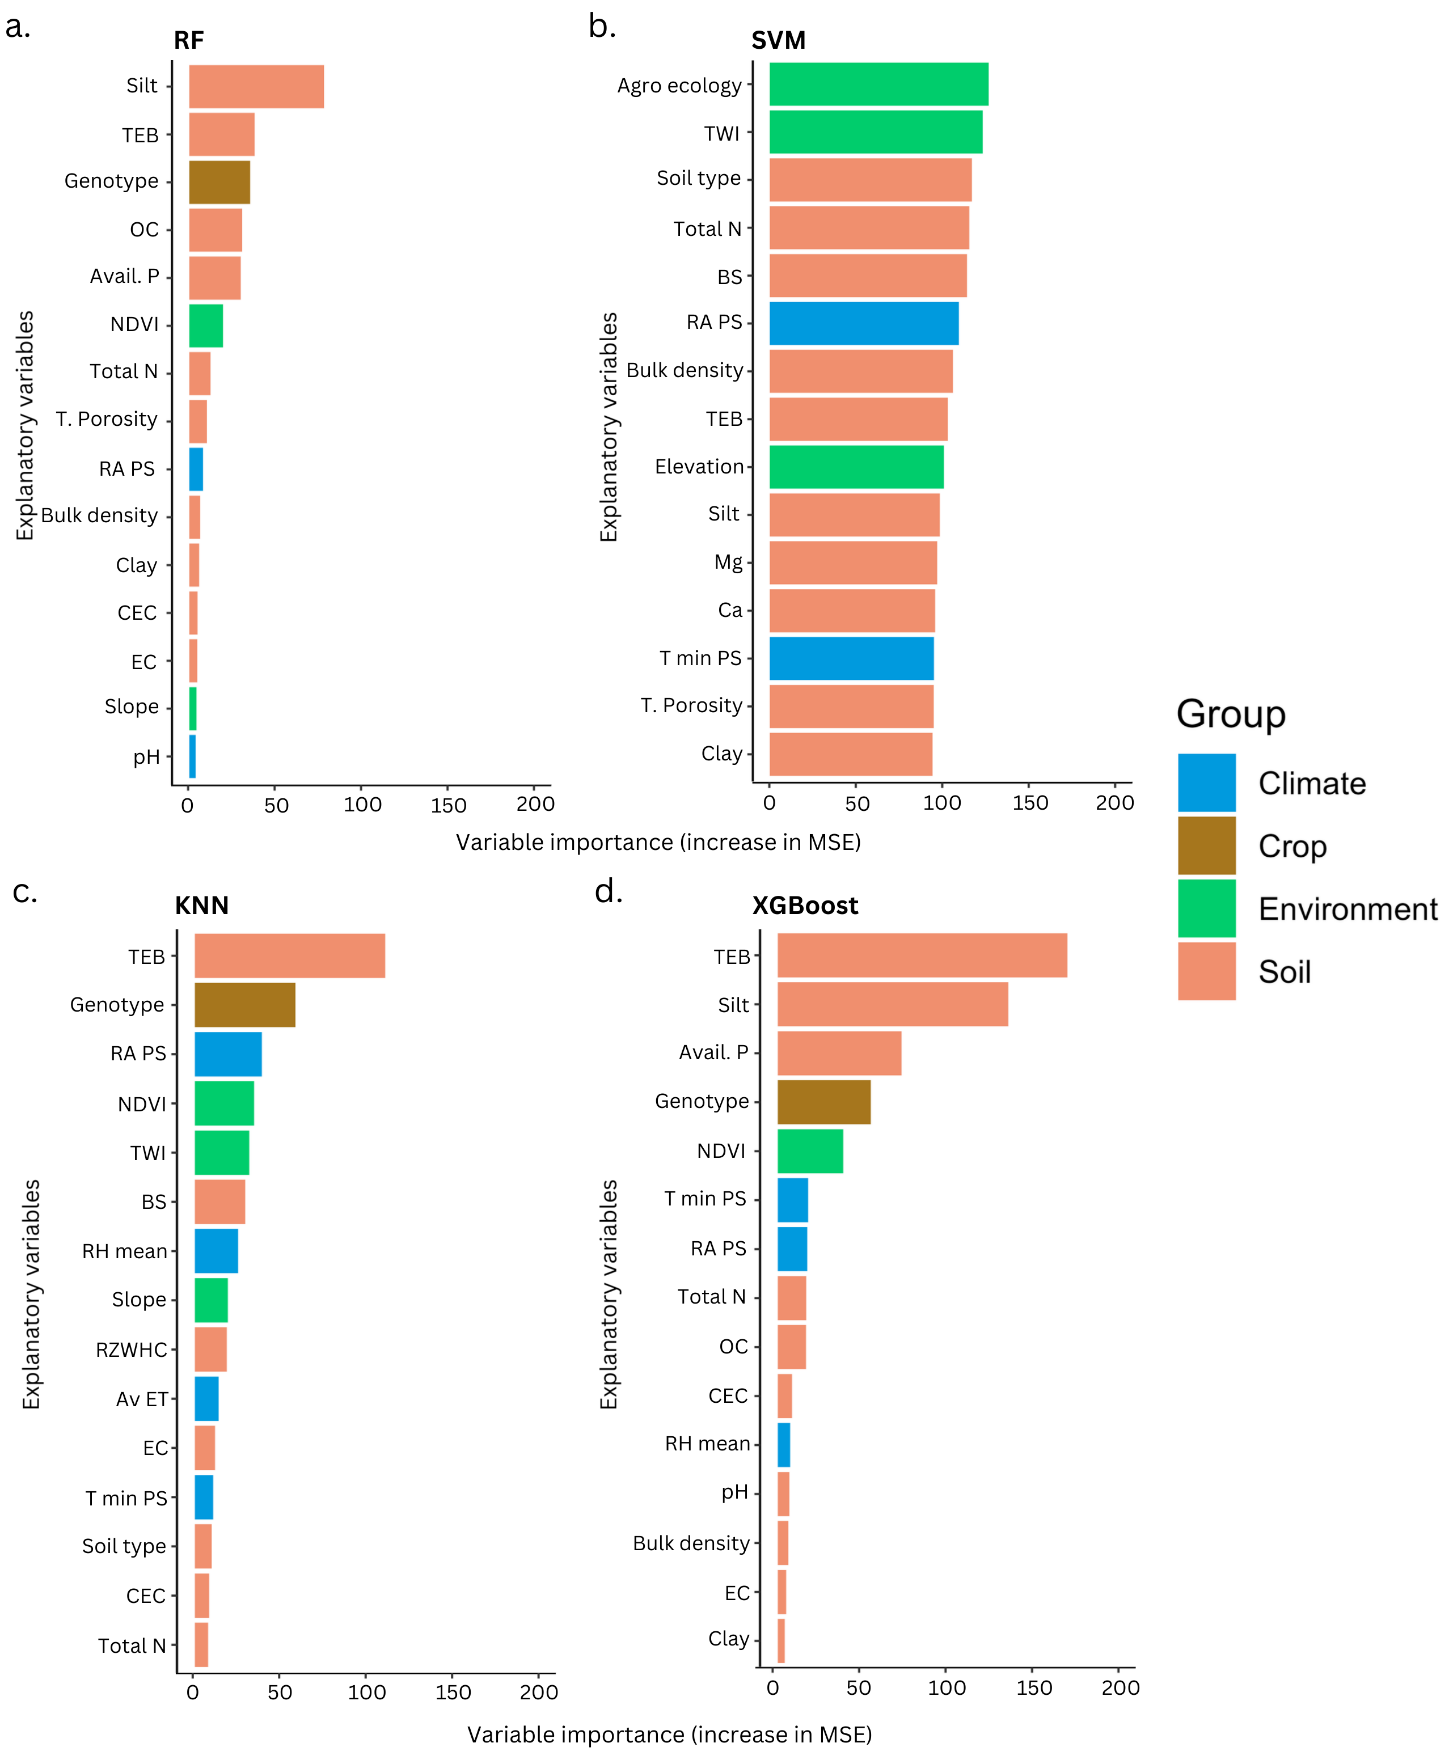 a.
RF
Silt
TEB
Genotype
OC
Avail. P
NDVI
Total N
T. Porosity
RA PS
Bulk density
Clay
CEC
EC
Slope
pH
Explanatory variables
0 50 100 150 200
b.
SVM
Agro ecology
TWI
Soil type
Total N
BS
RA PS
Bulk density
TEB
Elevation
Silt
Mg
Ca
T min PS
T. Porosity
Clay
Explanatory variables
0 50 100 150 200
Variable importance (increase in MSE)
Group
Climate
Crop
Environment
Soil
c.
KNN
TEB
Genotype
RA PS
NDVI
TWI
BS
RH mean
Slope
RZWHC
Av ET
EC
T min PS
Soil type
CEC
Total N
Explanatory variables
0 50 100 150 200
d.
XGBoost
TEB
Silt
Avail. P
Genotype
NDVI
T min PS
RA PS
Total N
OC
CEC
RH mean
pH
Bulk density
EC
Clay
Explanatory variables
0 50 100 150 200
Variable importance (increase in MSE)